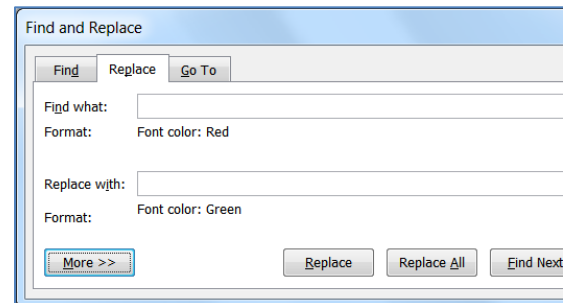 Find and Replace
Find Replace Go To
Find what:
Format: Font color: Red
Replace with:
Format: Font color: Green
More >> Replace Replace All Find Next